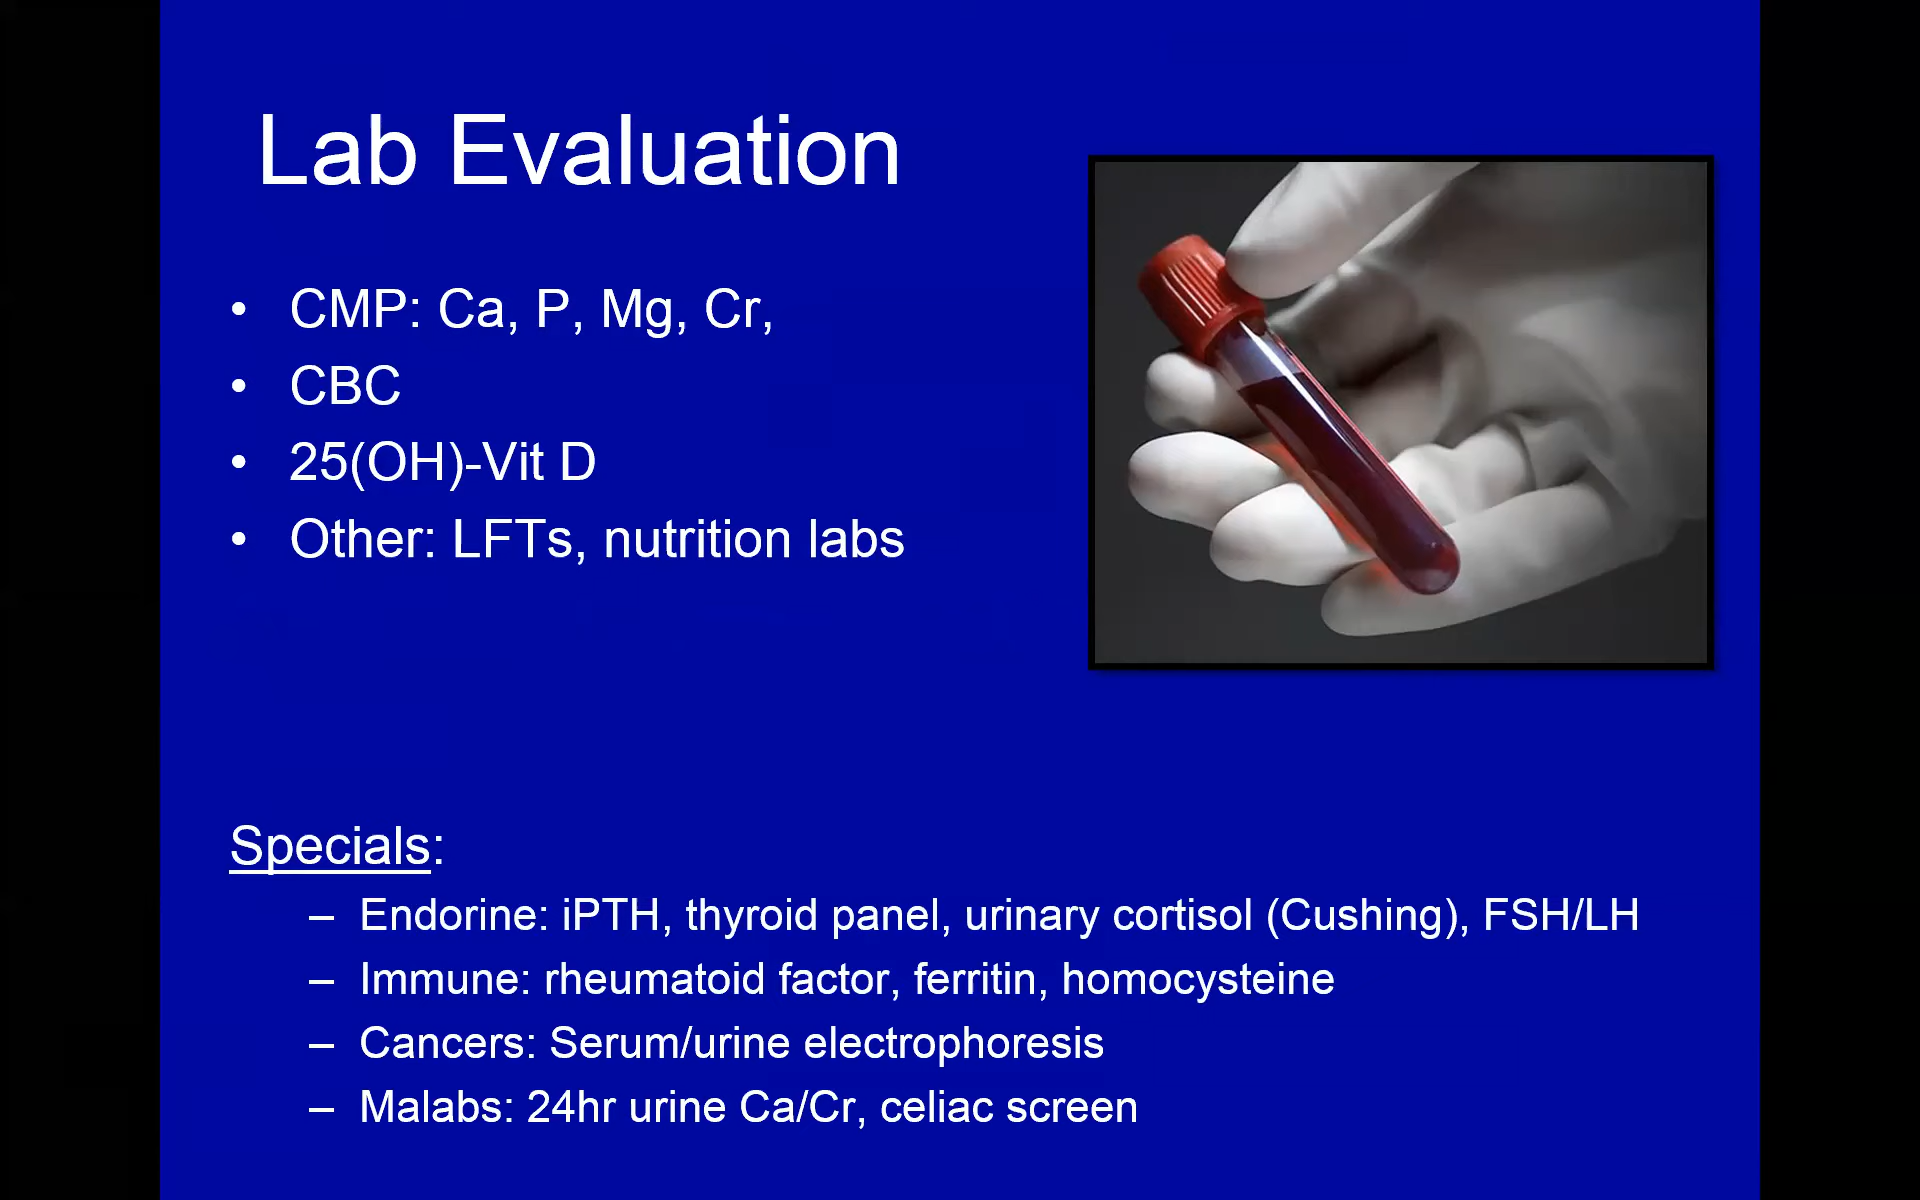 Lab Evaluation
• CMP: Ca, P, Mg, Cr,
• CBC
• 25(OH)-Vit D
• Other: LFTs, nutrition labs
Specials:
– Endorine: iPTH, thyroid panel, urinary cortisol (Cushing), FSH/LH
– Immune: rheumatoid factor, ferritin, homocysteine
– Cancers: Serum/urine electrophoresis
– Malabs: 24hr urine Ca/Cr, celiac screen